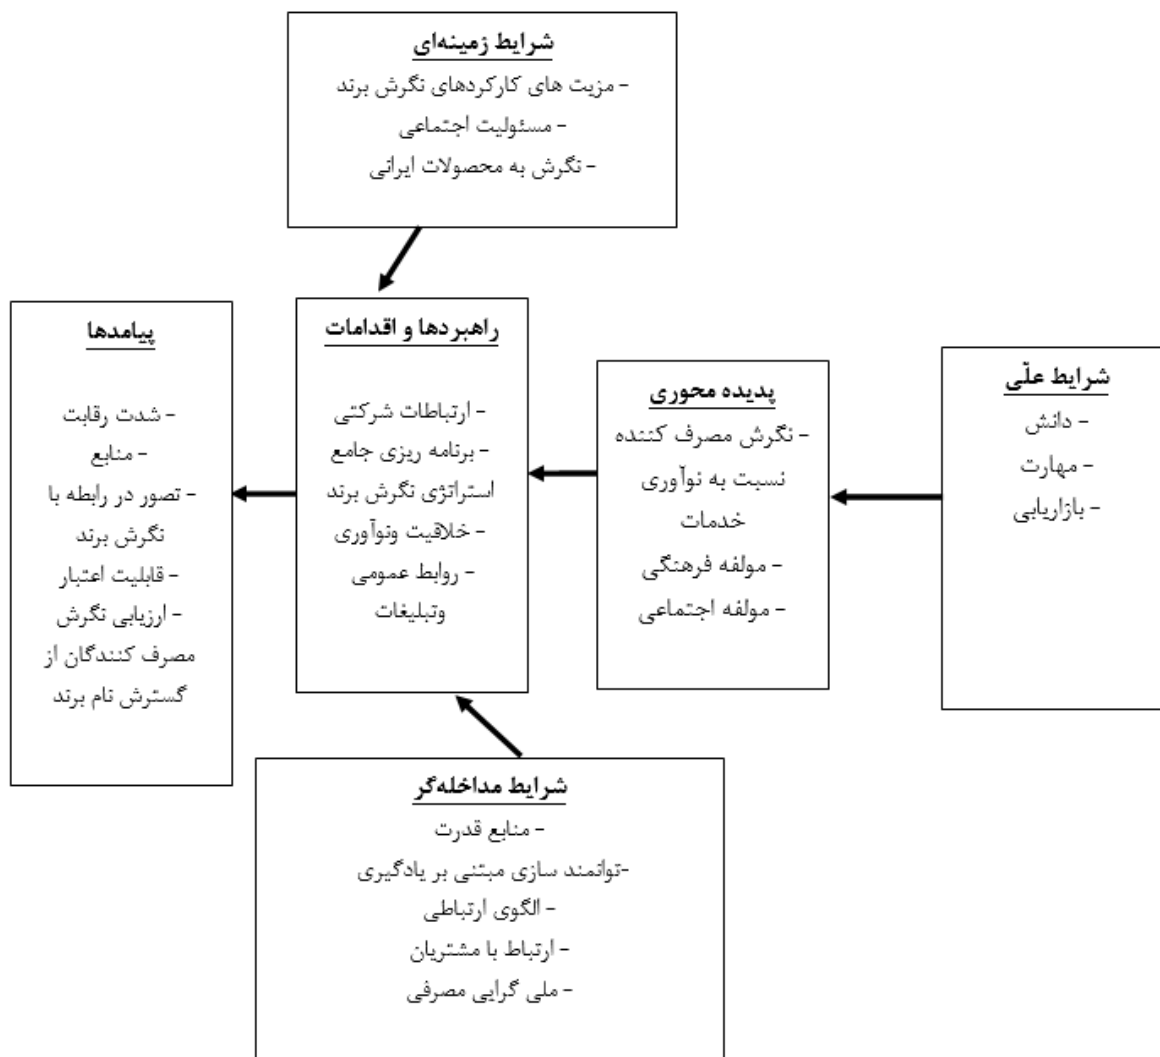 شرایط زمینه‌ای
- مزیت های کارکردهای نگرش برند
- مسئولیت اجتماعی
- نگرش به محصولات ایرانی
شرایط علّی
- دانش
- مهارت
- بازاریابی
پدیده محوری
- نگرش مصرف کننده
نسبت به نوآوری
خدمات
- مولفه فرهنگی
- مولفه اجتماعی
راهبردها و اقدامات
- ارتباطات شرکتی
- برنامه ریزی جامع
استراتژی نگرش برند
- خلاقیت ونوآوری
- روابط عمومی
وتبلیغات
پیامدها
- شدت رقابت
- منابع
- تصور در رابطه با
نگرش برند
- قابلیت اعتبار
- ارزیابی نگرش
مصرف کنندگان از
گسترش نام برند
شرایط مداخله‌گر
- منابع قدرت
-توانمند سازی مبتنی بر یادگیری
- الگوی ارتباطی
- ارتباط با مشتریان
- ملی گرایی مصرفی